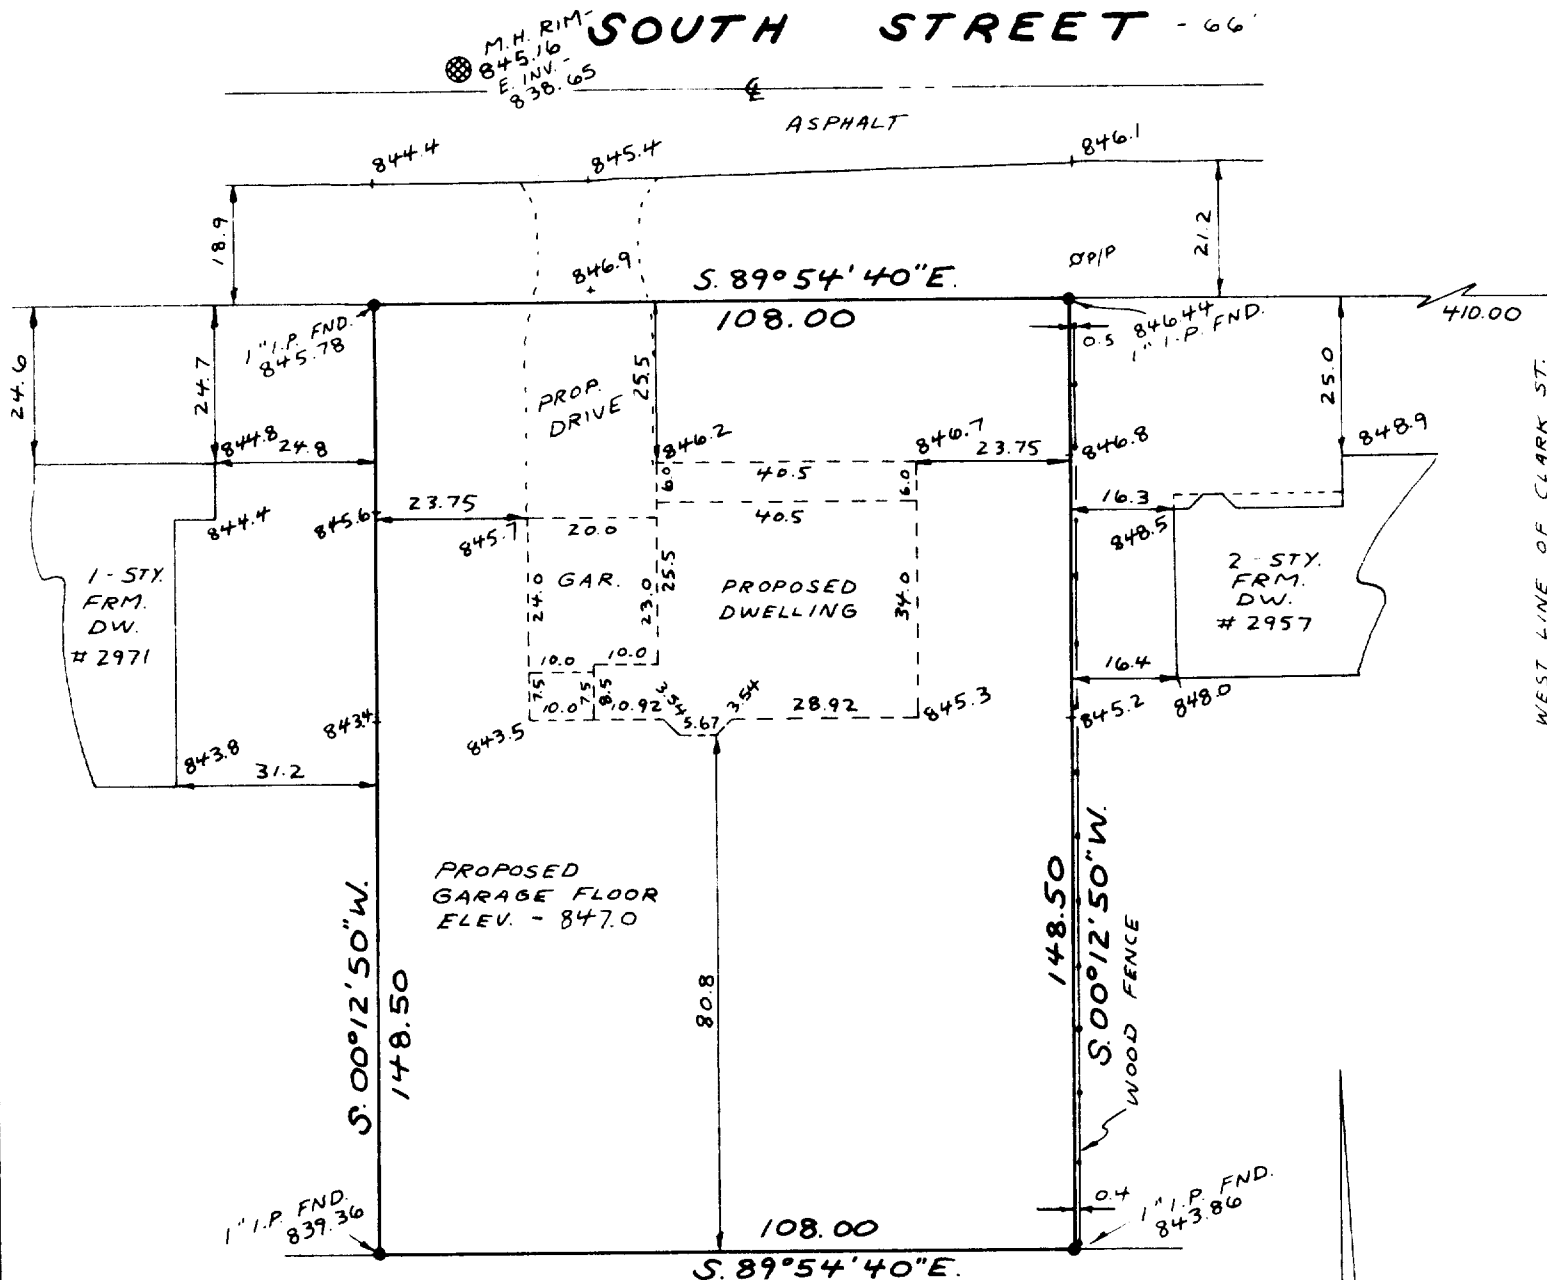 SOUTH STREET - 66'
M.H. RIM-
845.16
E. INV. -
838.65
℄
ASPHALT
844.4
845.4
846.1
18.9
21.2
846.9
S. 89°54'40"E.
Ø P/P
108.00
1" I.P. FND.
845.78
846.44
1" I.P. FND.
0.5
410.00
24.6
24.7
25.5
25.0
WEST LINE OF CLARK ST.
PROP.
DRIVE
844.8
24.8
846.2
846.7
23.75
846.8
848.9
6.0
40.5
6.0
16.3
23.75
40.5
844.4
845.6
845.7
20.0
848.5
25.5
1 - STY.
FRM.
DW.
# 2971
24.0
GAR.
23.0
PROPOSED
DWELLING
34.0
2 - STY.
FRM.
DW.
# 2957
10.0
10.0
16.4
7.5
7.5
8.5
10.0
10.92
3.54
5.67
3.54
28.92
845.3
845.2
848.0
843.4
843.5
843.8
31.2
PROPOSED
GARAGE FLOOR
ELEV. - 847.0
80.8
S. 00°12'50"W.
148.50
148.50
S. 00°12'50"W.
WOOD FENCE
1" I.P. FND.
839.36
0.4
1" I.P. FND.
843.86
108.00
S. 89°54'40"E.